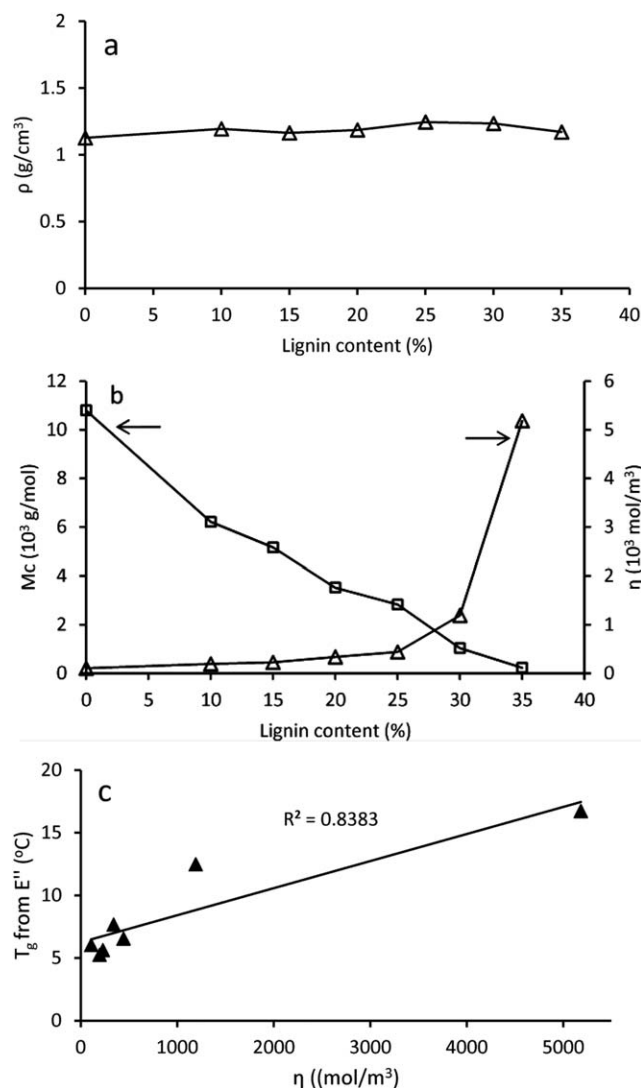 a
2
1.5
1
0.5
0
ρ (g/cm³)
0 5 10 15 20 25 30 35 40
Lignin content (%)
b
12
10
8
6
4
2
0
Mc (10³ g/mol)
6
5
4
3
2
1
0
η (10³ mol/m³)
0 5 10 15 20 25 30 35 40
Lignin content (%)
c
20
15
10
5
0
R² = 0.8383
Tg from E'' (°C)
0 1000 2000 3000 4000 5000
η ((mol/m³)